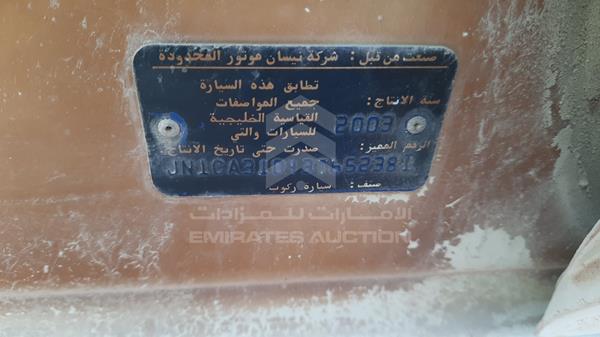 صنعت من قبل: شركة نيسان موتور المحدودة
تطابق هذه السيارة
سنة الانتاج: جميع المواصفات
القياسية الخليجية
2003
للسيارات والتي
الرقم المميز: صدرت حتى تاريخ الانتاج
JN1CA31D
صنف: سيارة ركوب
الامارات للمزادات
EMIRATES AUCTION